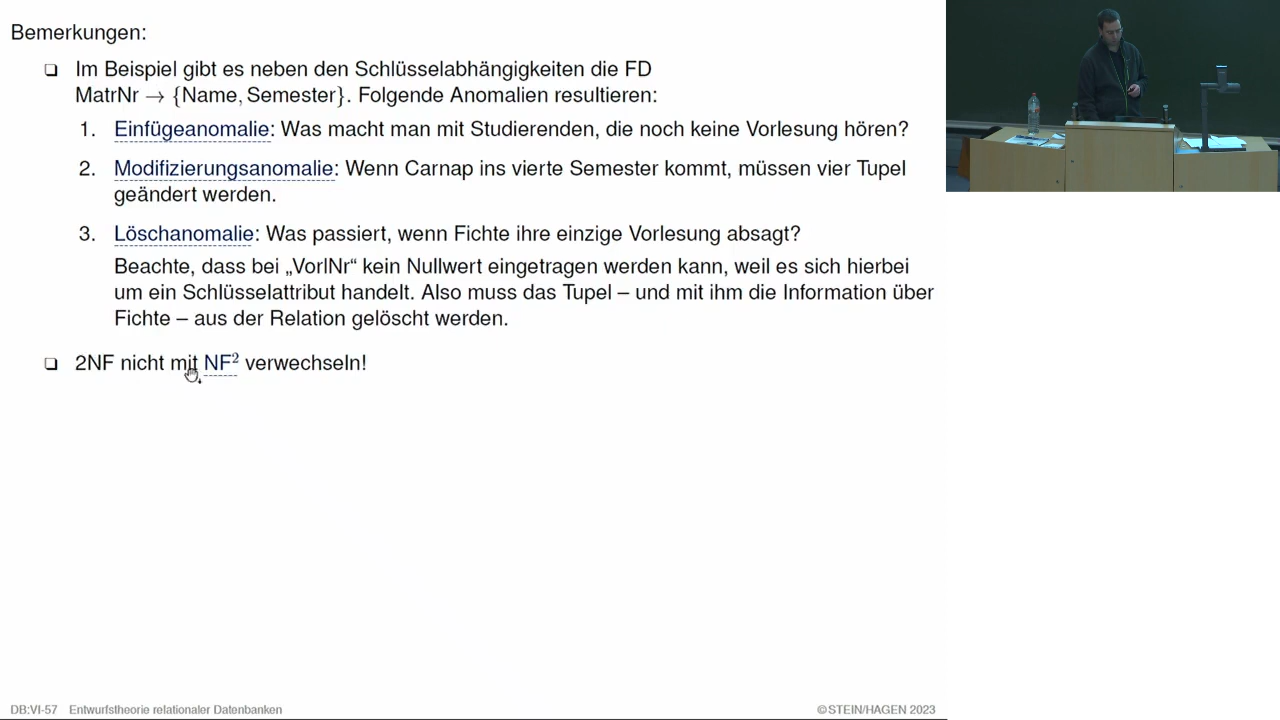 Bemerkungen:
❑ Im Beispiel gibt es neben den Schlüsselabhängigkeiten die FD
MatrNr → {Name, Semester}. Folgende Anomalien resultieren:
1. Einfügeanomalie: Was macht man mit Studierenden, die noch keine Vorlesung hören?
2. Modifizierungsanomalie: Wenn Carnap ins vierte Semester kommt, müssen vier Tupel
geändert werden.
3. Löschanomalie: Was passiert, wenn Fichte ihre einzige Vorlesung absagt?
Beachte, dass bei „VorlNr“ kein Nullwert eingetragen werden kann, weil es sich hierbei
um ein Schlüsselattribut handelt. Also muss das Tupel – und mit ihm die Information über
Fichte – aus der Relation gelöscht werden.
❑ 2NF nicht mit NF² verwechseln!
DB:VI-57 Entwurfstheorie relationaler Datenbanken ©STEIN/HAGEN 2023